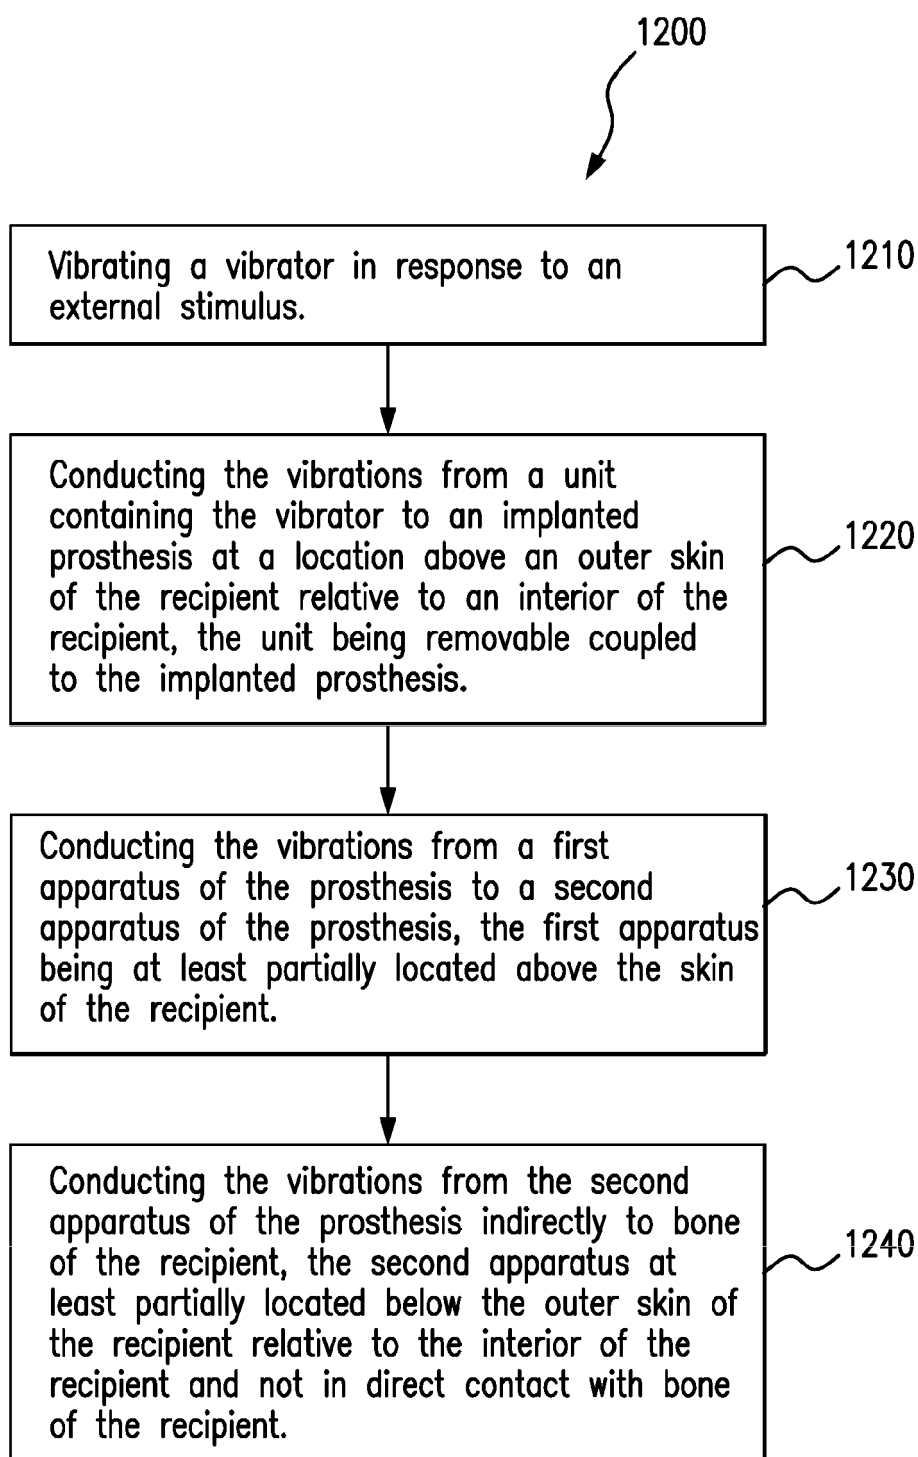 1200
Vibrating a vibrator in response to an
external stimulus.
1210
Conducting the vibrations from a unit
containing the vibrator to an implanted
prosthesis at a location above an outer skin
of the recipient relative to an interior of the
recipient, the unit being removable coupled
to the implanted prosthesis.
1220
Conducting the vibrations from a first
apparatus of the prosthesis to a second
apparatus of the prosthesis, the first apparatus
being at least partially located above the skin
of the recipient.
1230
Conducting the vibrations from the second
apparatus of the prosthesis indirectly to bone
of the recipient, the second apparatus at
least partially located below the outer skin of
the recipient relative to the interior of the
recipient and not in direct contact with bone
of the recipient.
1240